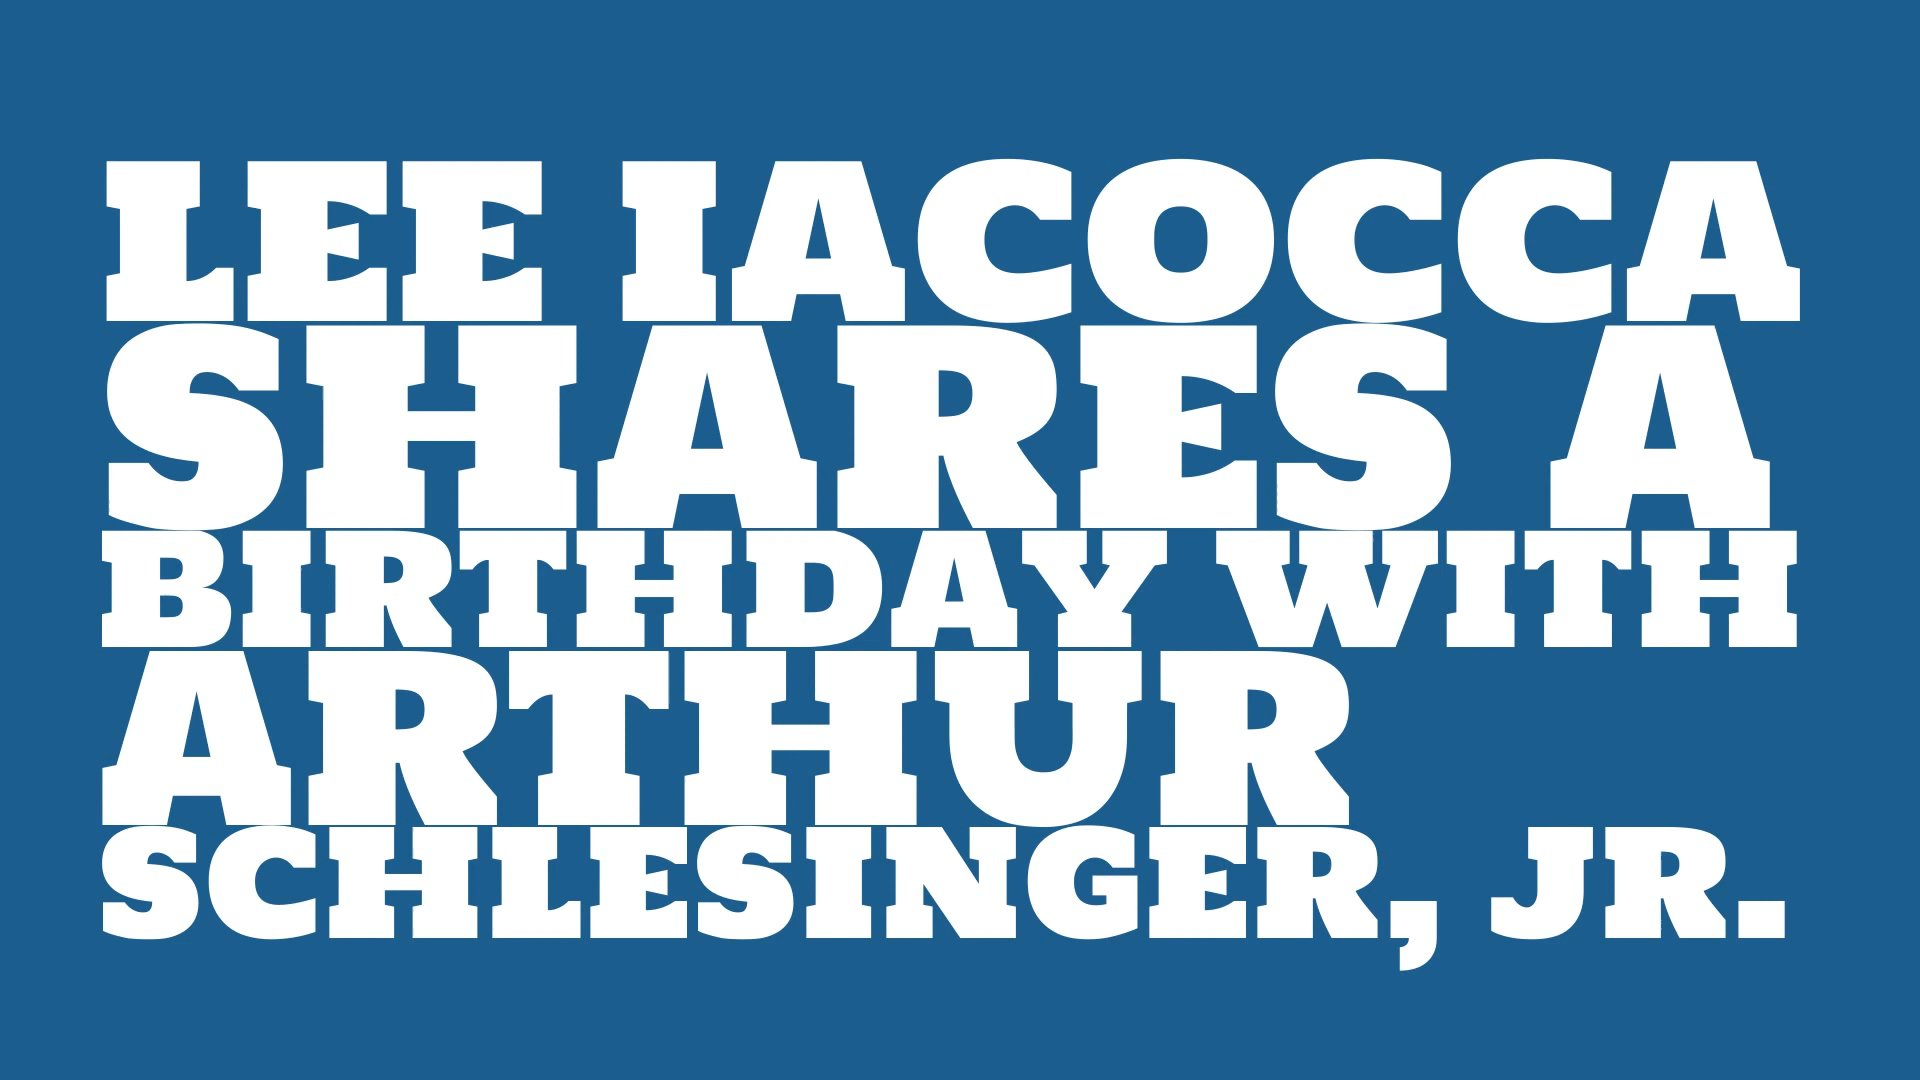 LEE IACOCCA
SHARES A
BIRTHDAY WITH
ARTHUR
SCHLESINGER, JR.